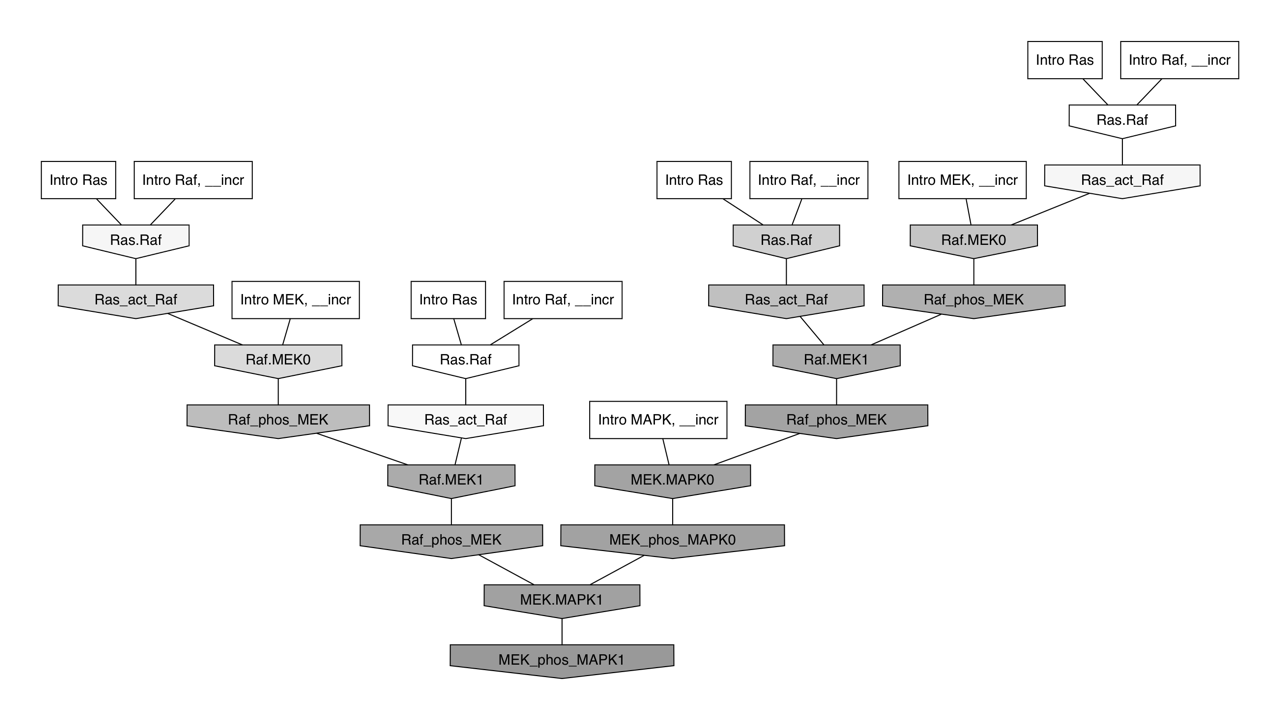 Intro Ras
Intro Raf, __incr
Ras.Raf
Intro Ras
Intro Raf, __incr
Intro Ras
Intro Raf, __incr
Intro MEK, __incr
Ras_act_Raf
Ras.Raf
Ras.Raf
Raf.MEK0
Ras_act_Raf
Intro MEK, __incr
Intro Ras
Intro Raf, __incr
Ras_act_Raf
Raf_phos_MEK
Raf.MEK0
Ras.Raf
Raf.MEK1
Raf_phos_MEK
Ras_act_Raf
Intro MAPK, __incr
Raf_phos_MEK
Raf.MEK1
MEK.MAPK0
Raf_phos_MEK
MEK_phos_MAPK0
MEK.MAPK1
MEK_phos_MAPK1